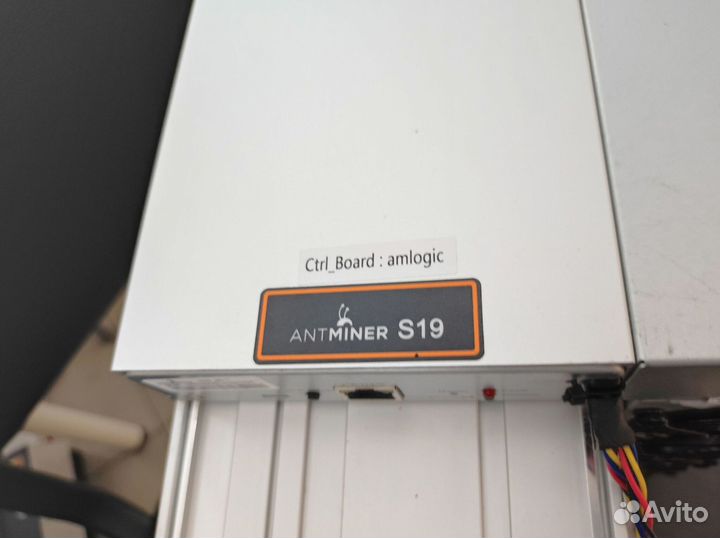 Ctrl_Board : amlogic
ANTMINER S19
Avito